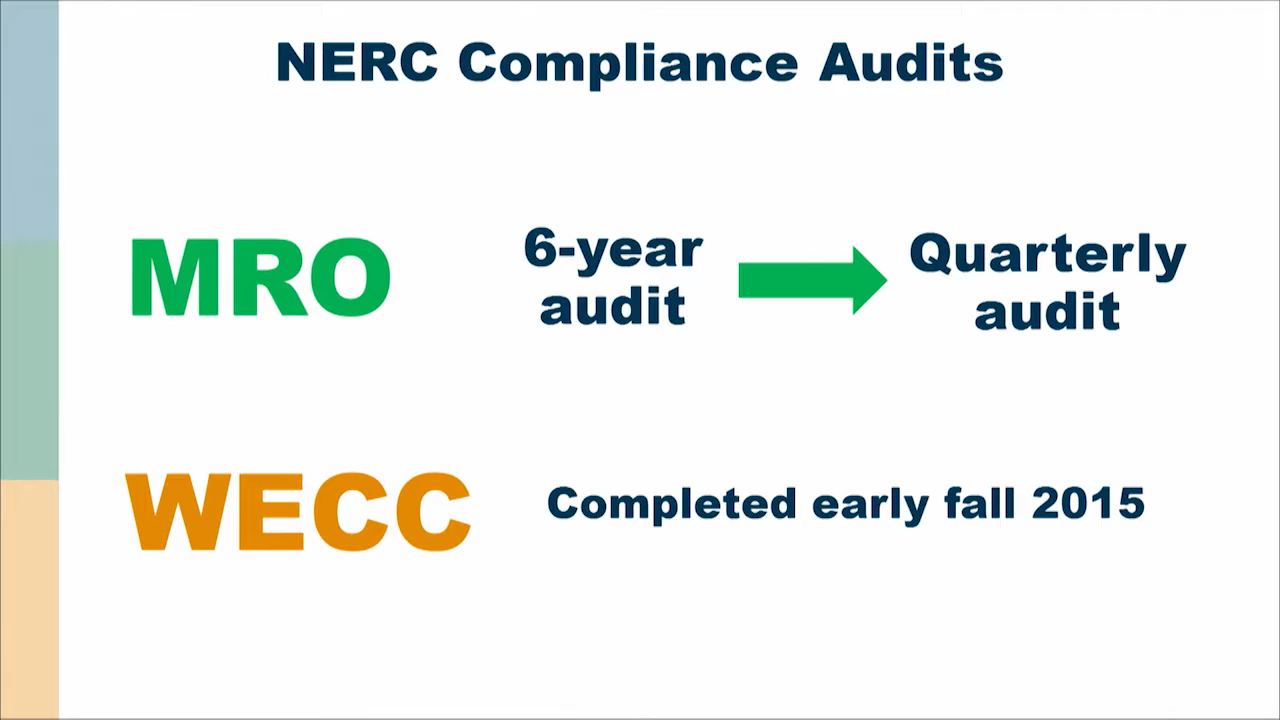 NERC Compliance Audits
MRO
6-year
audit
Quarterly
audit
WECC
Completed early fall 2015